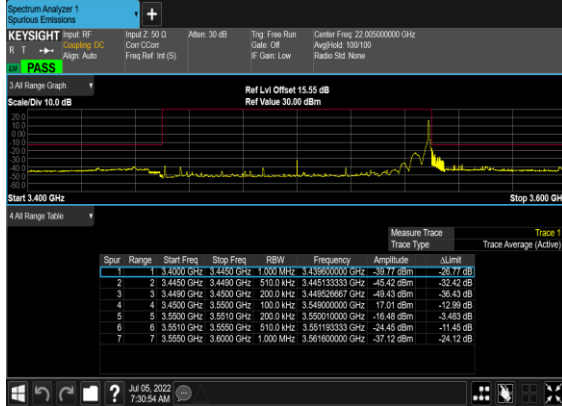 Spectrum Analyzer 1
Spurious Emissions
+
KEYSIGHT
R T
LXI PASS
Input: RF
Coupling: DC
Align: Auto
Input Z: 50 Ω
Corr CCorr
Freq Ref: Int (S)
Atten: 30 dB
Trig: Free Run
Gate: Off
IF Gain: Low
Center Freq: 22.005000000 GHz
Avg|Hold: 100/100
Radio Std: None
3 All Range Graph
Scale/Div 10.0 dB
Ref Lvl Offset 15.55 dB
Ref Value 30.00 dBm
20.0
10.0
0.00
-10.0
-20.0
-30.0
-40.0
-50.0
-60.0
Start 3.400 GHz
Stop 3.600 GH
4 All Range Table
Measure Trace Trace 1
Trace Type Trace Average (Active)
Spur Range Start Freq Stop Freq RBW Frequency Amplitude ΔLimit
1 1 3.4000 GHz 3.4450 GHz 1.000 MHz 3.439600000 GHz -39.77 dBm -26.77 dB
2 2 3.4450 GHz 3.4490 GHz 510.0 kHz 3.445133333 GHz -45.42 dBm -32.42 dB
3 3 3.4490 GHz 3.4500 GHz 200.0 kHz 3.449526667 GHz -49.43 dBm -36.43 dB
4 4 3.4500 GHz 3.5500 GHz 100.0 kHz 3.549000000 GHz 17.01 dBm -12.99 dB
5 5 3.5500 GHz 3.5510 GHz 200.0 kHz 3.550010000 GHz -16.48 dBm -3.483 dB
6 6 3.5510 GHz 3.5550 GHz 510.0 kHz 3.551193333 GHz -24.45 dBm -11.45 dB
7 7 3.5550 GHz 3.6000 GHz 1.000 MHz 3.561600000 GHz -37.12 dBm -24.12 dB
?
Jul 05, 2022
7:30:54 AM